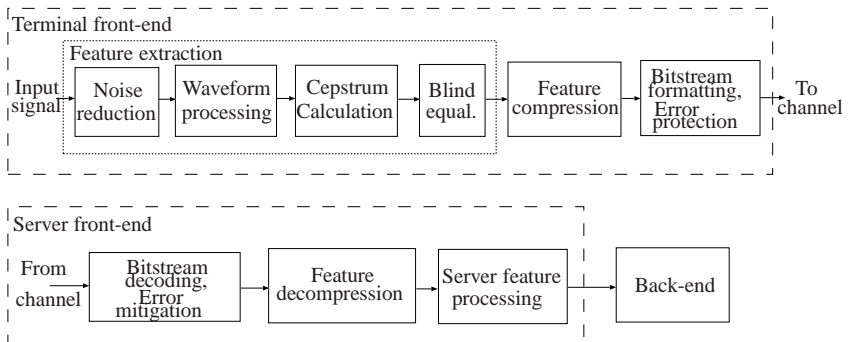 Terminal front-end
Feature extraction
Input
signal
Noise
reduction
Waveform
processing
Cepstrum
Calculation
Blind
equal.
Feature
compression
Bitstream
formatting,
Error
protection
To
channel
Server front-end
From
channel
Bitstream
decoding,
Error
mitigation
Feature
decompression
Server feature
processing
Back-end